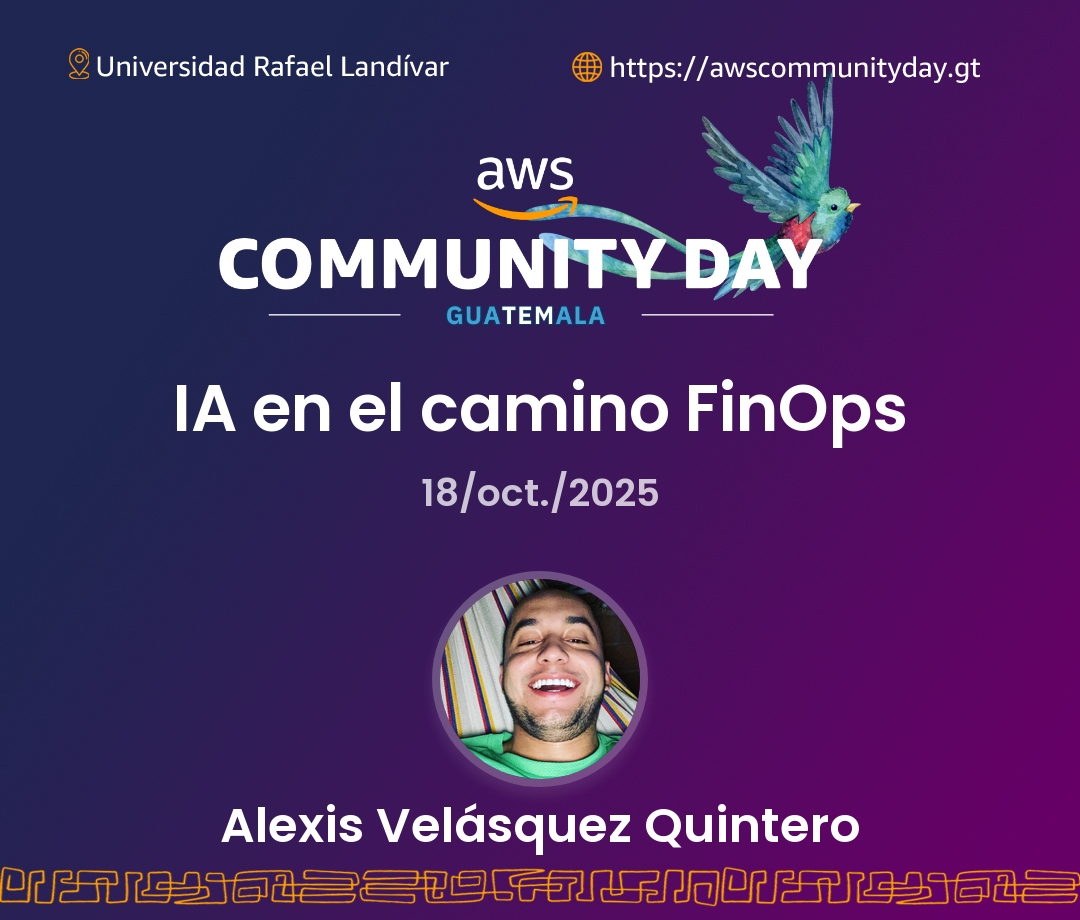 Universidad Rafael Landívar
https://awscommunityday.gt
aws
COMMUNITY DAY
GUATEMALA
IA en el camino FinOps
18/oct./2025
Alexis Velásquez Quintero